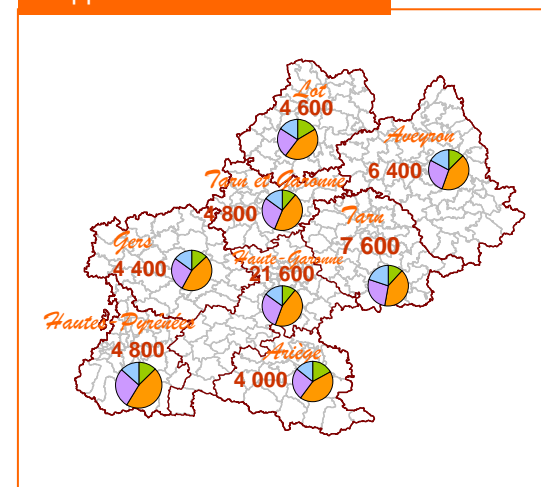 Lot
4 600
Aveyron
6 400
Tarn et Garonne
4 800
Tarn
7 600
Gers
4 400
Haute-Garonne
21 600
Hautes Pyrenées
4 800
Ariège
4 000